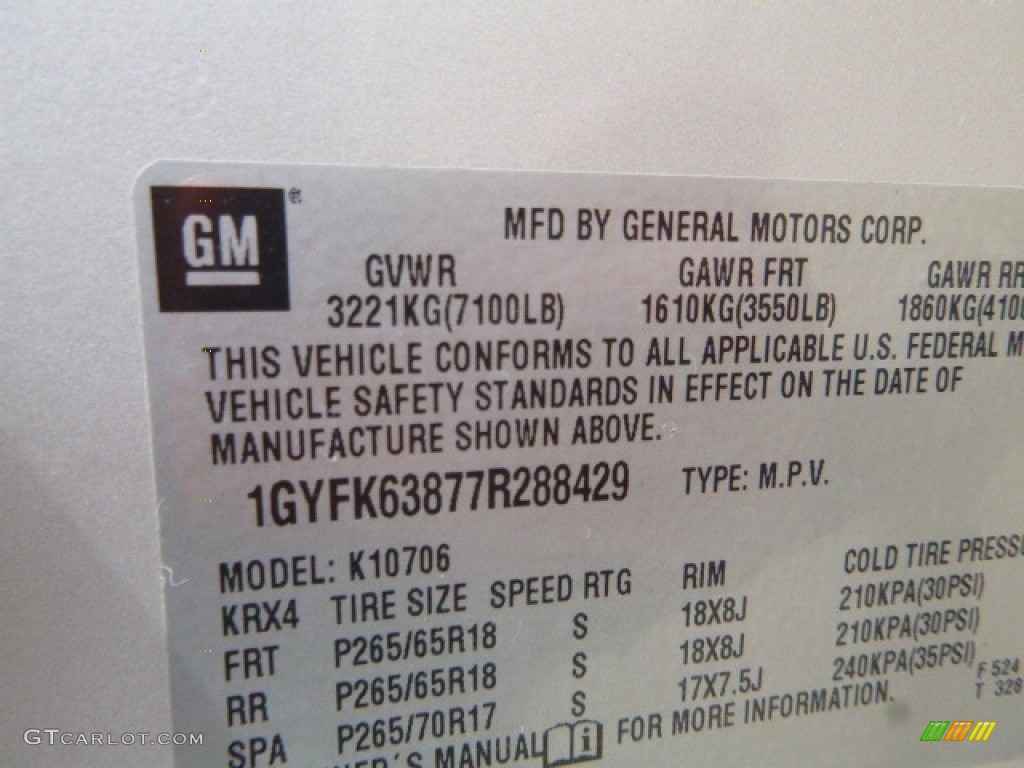 GM®
MFD BY GENERAL MOTORS CORP.
GVWR GAWR FRT GAWR RR
3221KG(7100LB) 1610KG(3550LB) 1860KG(4100
THIS VEHICLE CONFORMS TO ALL APPLICABLE U.S. FEDERAL M
VEHICLE SAFETY STANDARDS IN EFFECT ON THE DATE OF
MANUFACTURE SHOWN ABOVE.
1GYFK63877R288429 TYPE: M.P.V.
MODEL: K10706
KRX4 TIRE SIZE SPEED RTG RIM COLD TIRE PRESSU
FRT P265/65R18 S 18X8J 210KPA(30PSI)
RR P265/65R18 S 18X8J 210KPA(30PSI)
SPA P265/70R17 S 17X7.5J 240KPA(35PSI)
F 524
T 328
NER'S MANUAL i FOR MORE INFORMATION.
GTCARLOT.COM